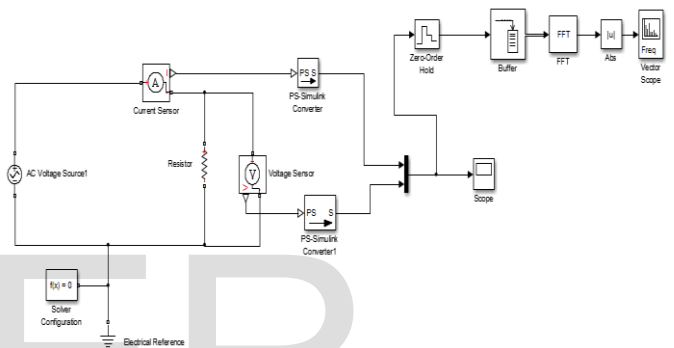 Zero-Order
Hold
Buffer
FFT
FFT
|u|
Abs
Freq
Vector
Scope
A
I
Current Sensor
PS S
PS-Simulink
Converter
AC Voltage Source1
Resistor
V
Voltage Sensor
PS S
PS-Simulink
Converter1
Scope
f(x) = 0
Solver
Configuration
Electrical Reference